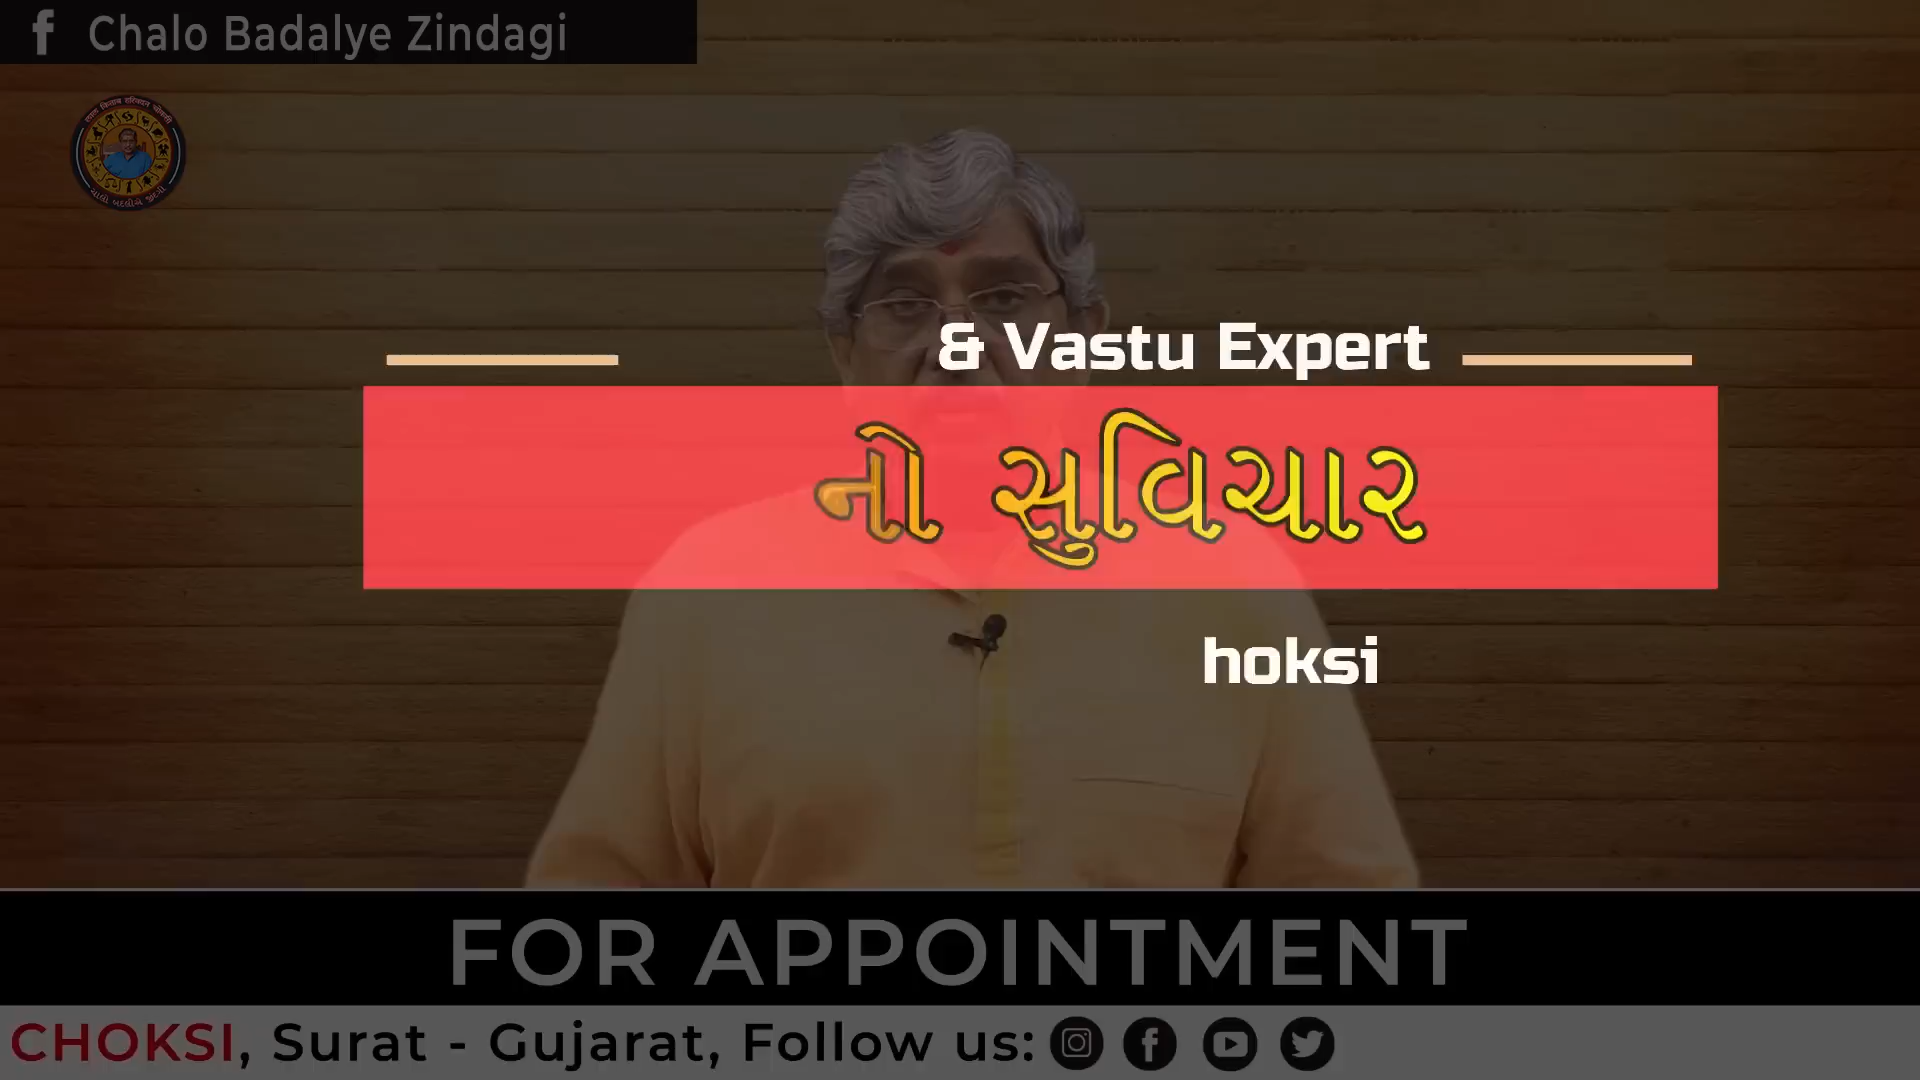 Chalo Badalye Zindagi
& Vastu Expert
નો સુવિચાર
hoksi
FOR APPOINTMENT
CHOKSI, Surat - Gujarat, Follow us: